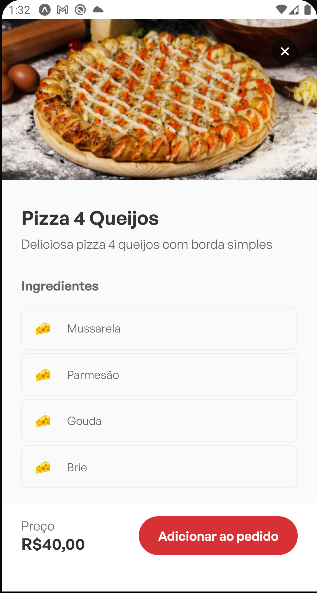 1:32
Pizza 4 Queijos
Deliciosa pizza 4 queijos com borda simples
Ingredientes
Mussarela
Parmesão
Gouda
Brie
Preço
R$40,00
Adicionar ao pedido